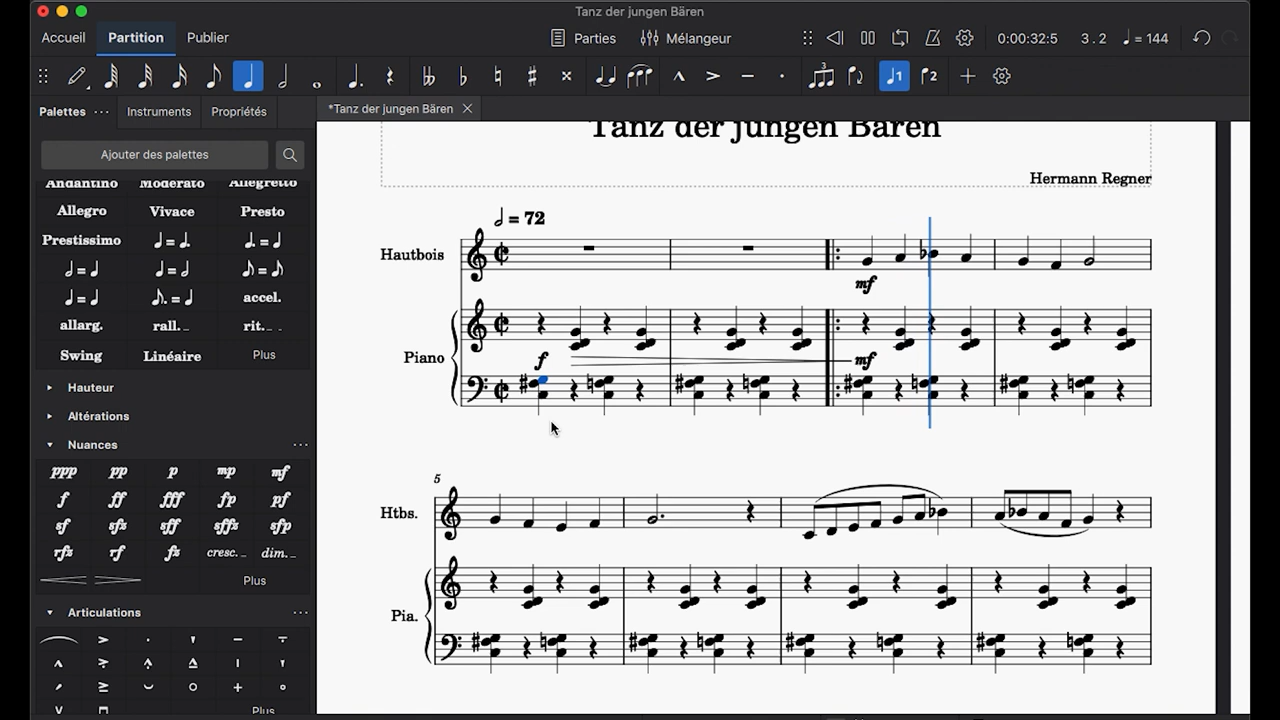 Tanz der jungen Bären
Accueil Partition Publier Parties Mélangeur 0:00:32:5 3 . 2 = 144
3 1 2
Palettes Instruments Propriétés *Tanz der jungen Bären
Ajouter des palettes
Tanz der jungen Bären
Hermann Regner
Andantino Moderato Allegretto
Allegro Vivace Presto
Prestissimo
accel.
allarg. rall. rit.
Swing Linéaire Plus
Hauteur
Altérations
Nuances
ppp pp p mp mf
f ff fff fp pf
sf sfz sff sffz sfp
rfz rf fz cresc. dim.
Plus
Articulations
Plus
= 72
Hautbois
mf
Piano
f mf
5
Htbs.
Pia.